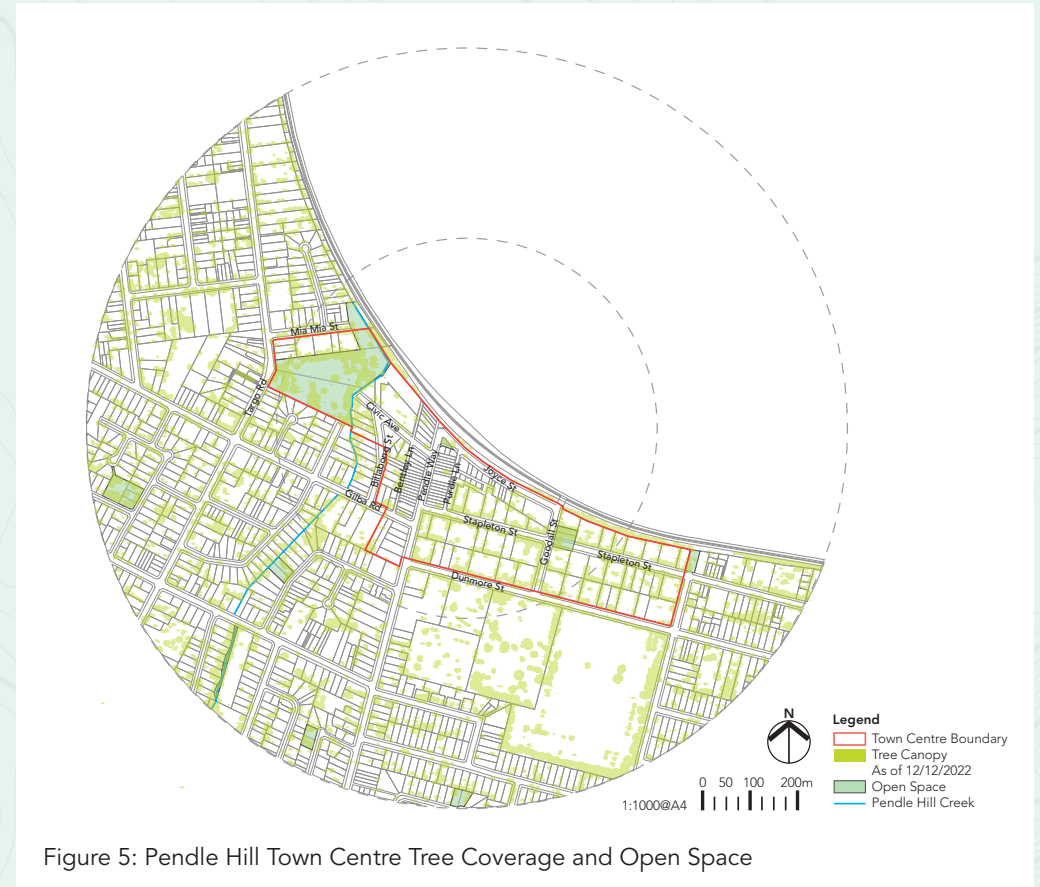 Mia Mia St
Targo Rd
Civic Ave
Billabong St
Bentley Ln
Pendle Way
Purdie Ln
Joyce St
Gilba Rd
Stapleton St
Goodall St
Stapleton St
Dunmore St
N
Legend
Town Centre Boundary
Tree Canopy
As of 12/12/2022
Open Space
Pendle Hill Creek
0 50 100 200m
1:1000@A4
Figure 5: Pendle Hill Town Centre Tree Coverage and Open Space